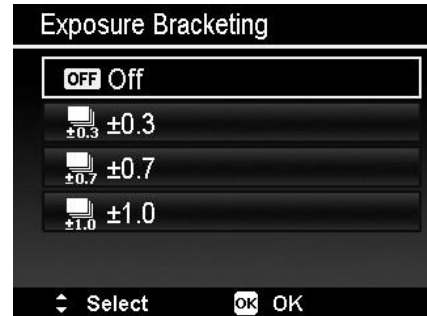 Exposure Bracketing
OFF Off
±0.3 ±0.3
±0.7 ±0.7
±1.0 ±1.0
Select OK OK